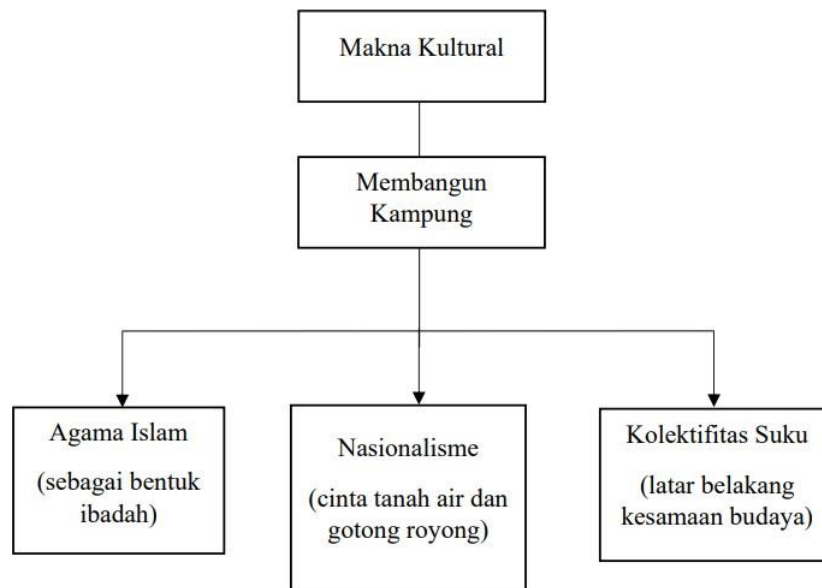 Makna Kultural
Membangun
Kampung
Agama Islam
(sebagai bentuk
ibadah)
Nasionalisme
(cinta tanah air dan
gotong royong)
Kolektifitas Suku
(latar belakang
kesamaan budaya)